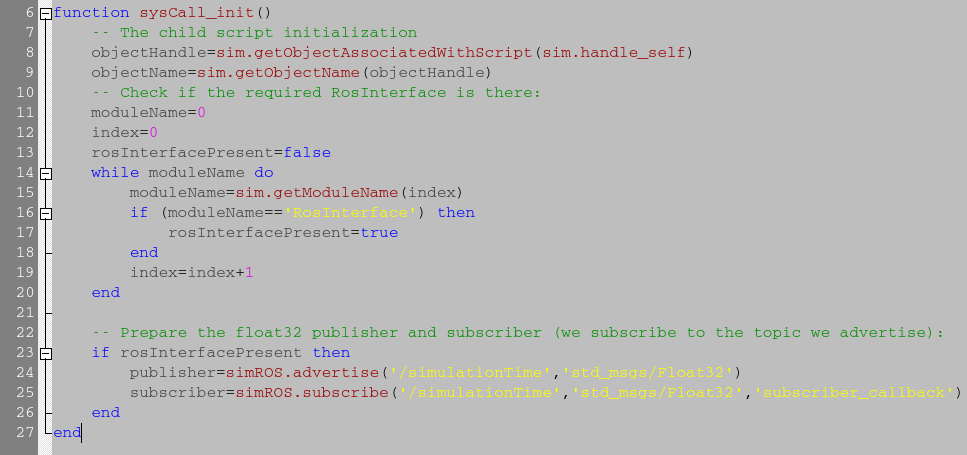 6 function sysCall_init()
7     -- The child script initialization
8     objectHandle=sim.getObjectAssociatedWithScript(sim.handle_self)
9     objectName=sim.getObjectName(objectHandle)
10     -- Check if the required RosInterface is there:
11     moduleName=0
12     index=0
13     rosInterfacePresent=false
14     while moduleName do
15         moduleName=sim.getModuleName(index)
16         if (moduleName=='RosInterface') then
17             rosInterfacePresent=true
18         end
19         index=index+1
20     end
21
22     -- Prepare the float32 publisher and subscriber (we subscribe to the topic we advertise):
23     if rosInterfacePresent then
24         publisher=simROS.advertise('/simulationTime','std_msgs/Float32')
25         subscriber=simROS.subscribe('/simulationTime','std_msgs/Float32','subscriber_callback')
26     end
27 end